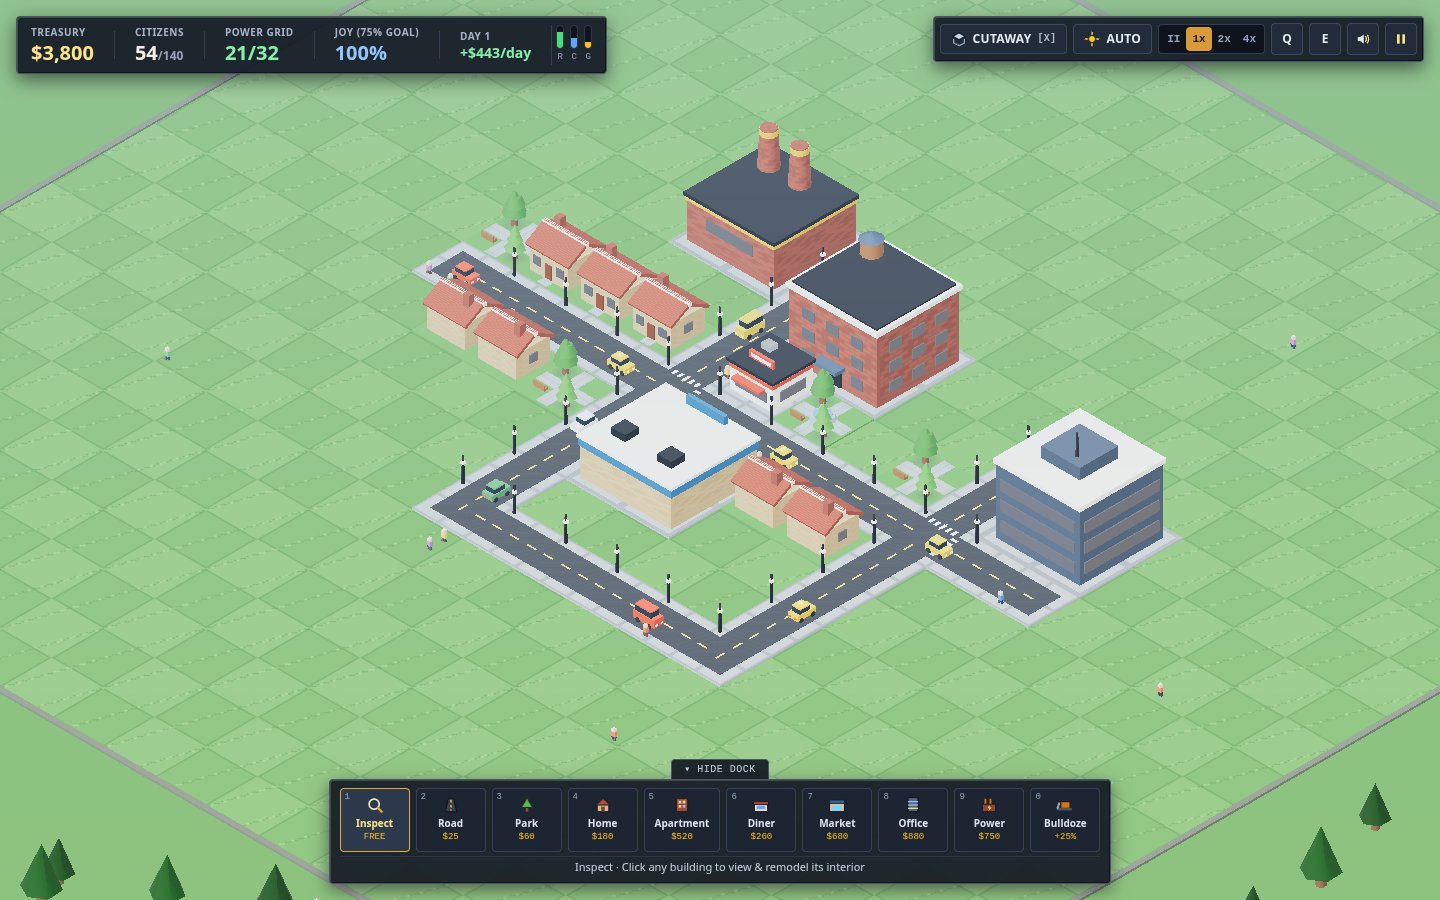 TREASURY
$3,800
CITIZENS
54/140
POWER GRID
21/32
JOY (75% GOAL)
100%
DAY 1
+$443/day
R C G
CUTAWAY [X]
AUTO
II 1x 2x 4x
Q
E
▾ HIDE DOCK
1
Inspect
FREE
2
Road
$25
3
Park
$60
4
Home
$180
5
Apartment
$520
6
Diner
$260
7
Market
$680
8
Office
$880
9
Power
$750
0
Bulldoze
+25%
Inspect · Click any building to view & remodel its interior